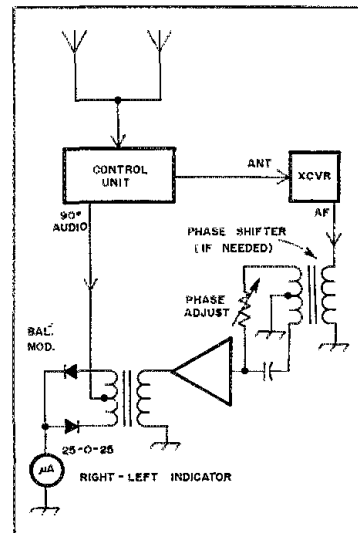 CONTROL
UNIT
ANT
XCVR
90° AUDIO
AF
PHASE SHIFTER
(IF NEEDED)
PHASE
ADJUST
BAL.
MOD.
25-0-25
µA
RIGHT-LEFT INDICATOR